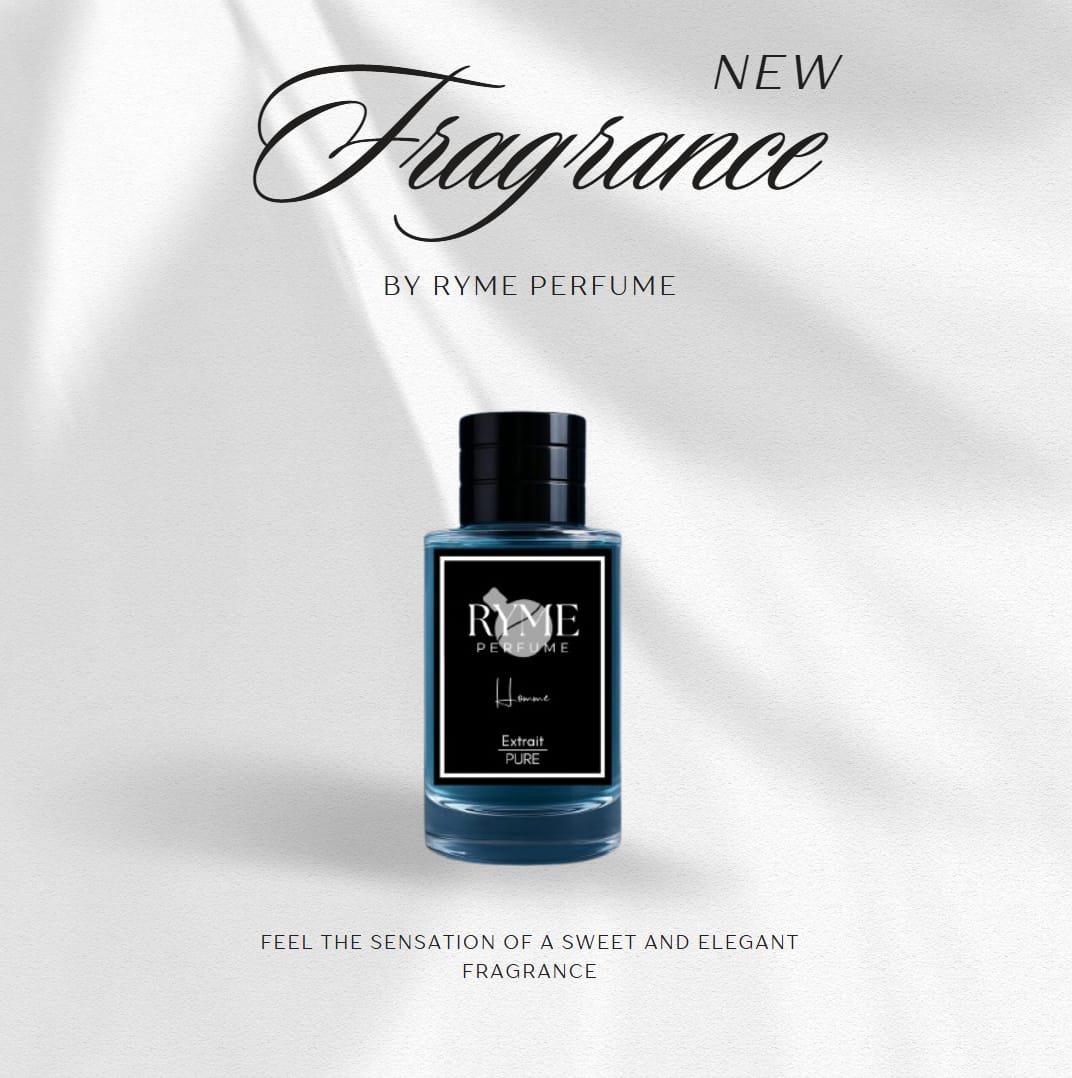 NEW
Fragrance
BY RYME PERFUME
RYME
PERFUME
Homme
Extrait
PURE
FEEL THE SENSATION OF A SWEET AND ELEGANT
FRAGRANCE